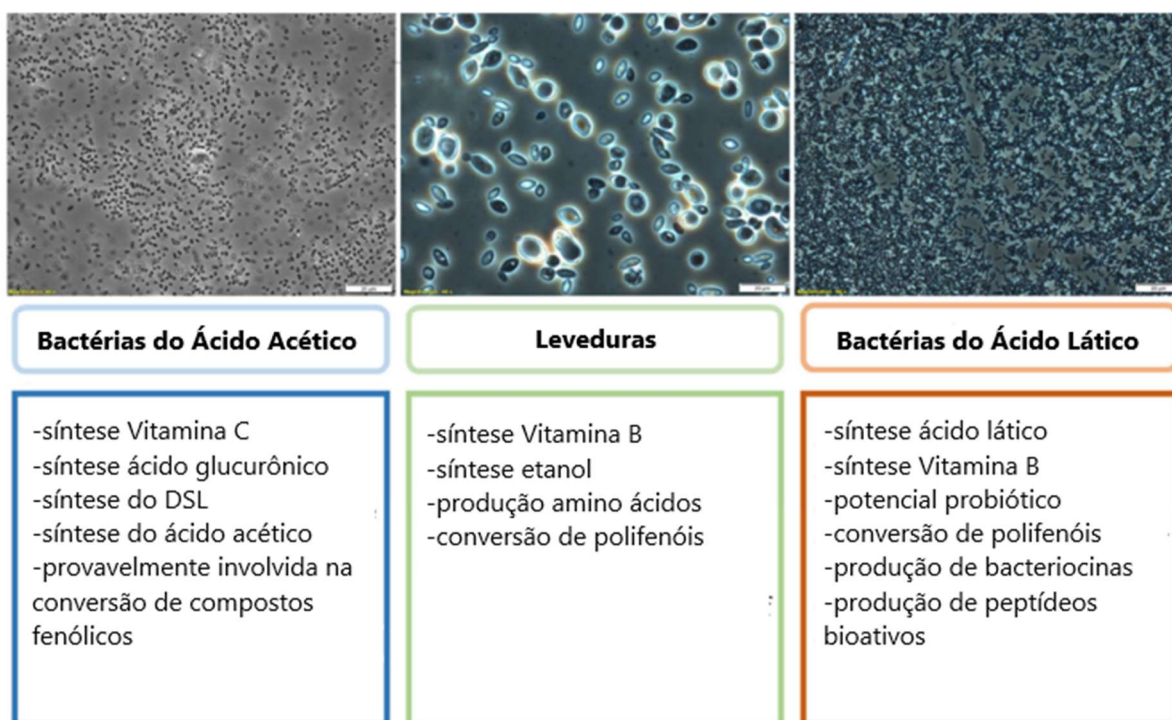 Bactérias do Ácido Acético
-síntese Vitamina C
-síntese ácido glucurônico
-síntese do DSL
-síntese do ácido acético
-provavelmente involvida na
conversão de compostos
fenólicos
Leveduras
-síntese Vitamina B
-síntese etanol
-produção amino ácidos
-conversão de polifenóis
Bactérias do Ácido Lático
-síntese ácido lático
-síntese Vitamina B
-potencial probiótico
-conversão de polifenóis
-produção de bacteriocinas
-produção de peptídeos
bioativos